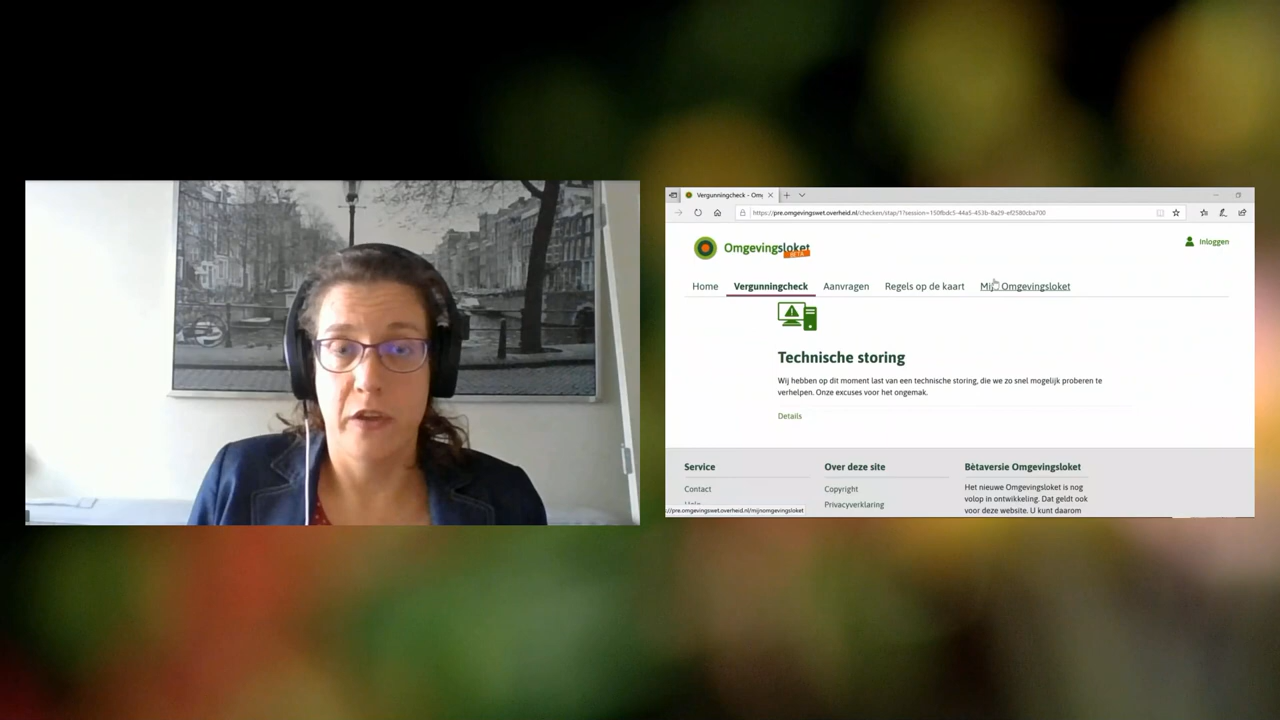 Vergunningcheck - Om
https://pre.omgevingswet.overheid.nl/checken/stap/1?session=150fbdc5-44a5-453b-8a29-ef2580cba700
Omgevingsloket
BETA
Inloggen
Home Vergunningcheck Aanvragen Regels op de kaart Mijn Omgevingsloket
Technische storing
Wij hebben op dit moment last van een technische storing, die we zo snel mogelijk proberen te
verhelpen. Onze excuses voor het ongemak.
Details
Service
Contact
Over deze site
Copyright
Privacyverklaring
Bètaversie Omgevingsloket
Het nieuwe Omgevingsloket is nog
volop in ontwikkeling. Dat geldt ook
voor deze website. U kunt daarom
://pre.omgevingswet.overheid.nl/mijnomgevingsloket